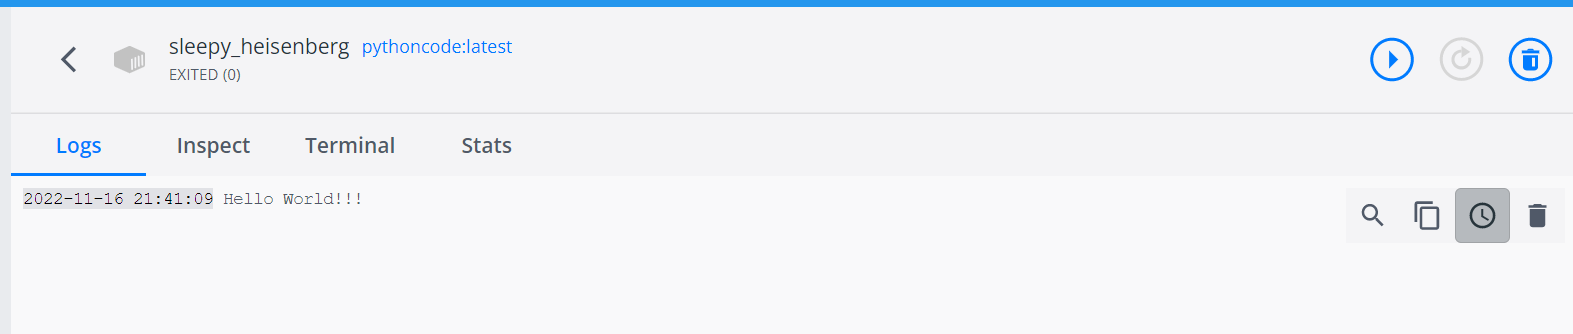 sleepy_heisenberg pythoncode:latest
EXITED (0)
Logs Inspect Terminal Stats
2022-11-16 21:41:09 Hello World!!!